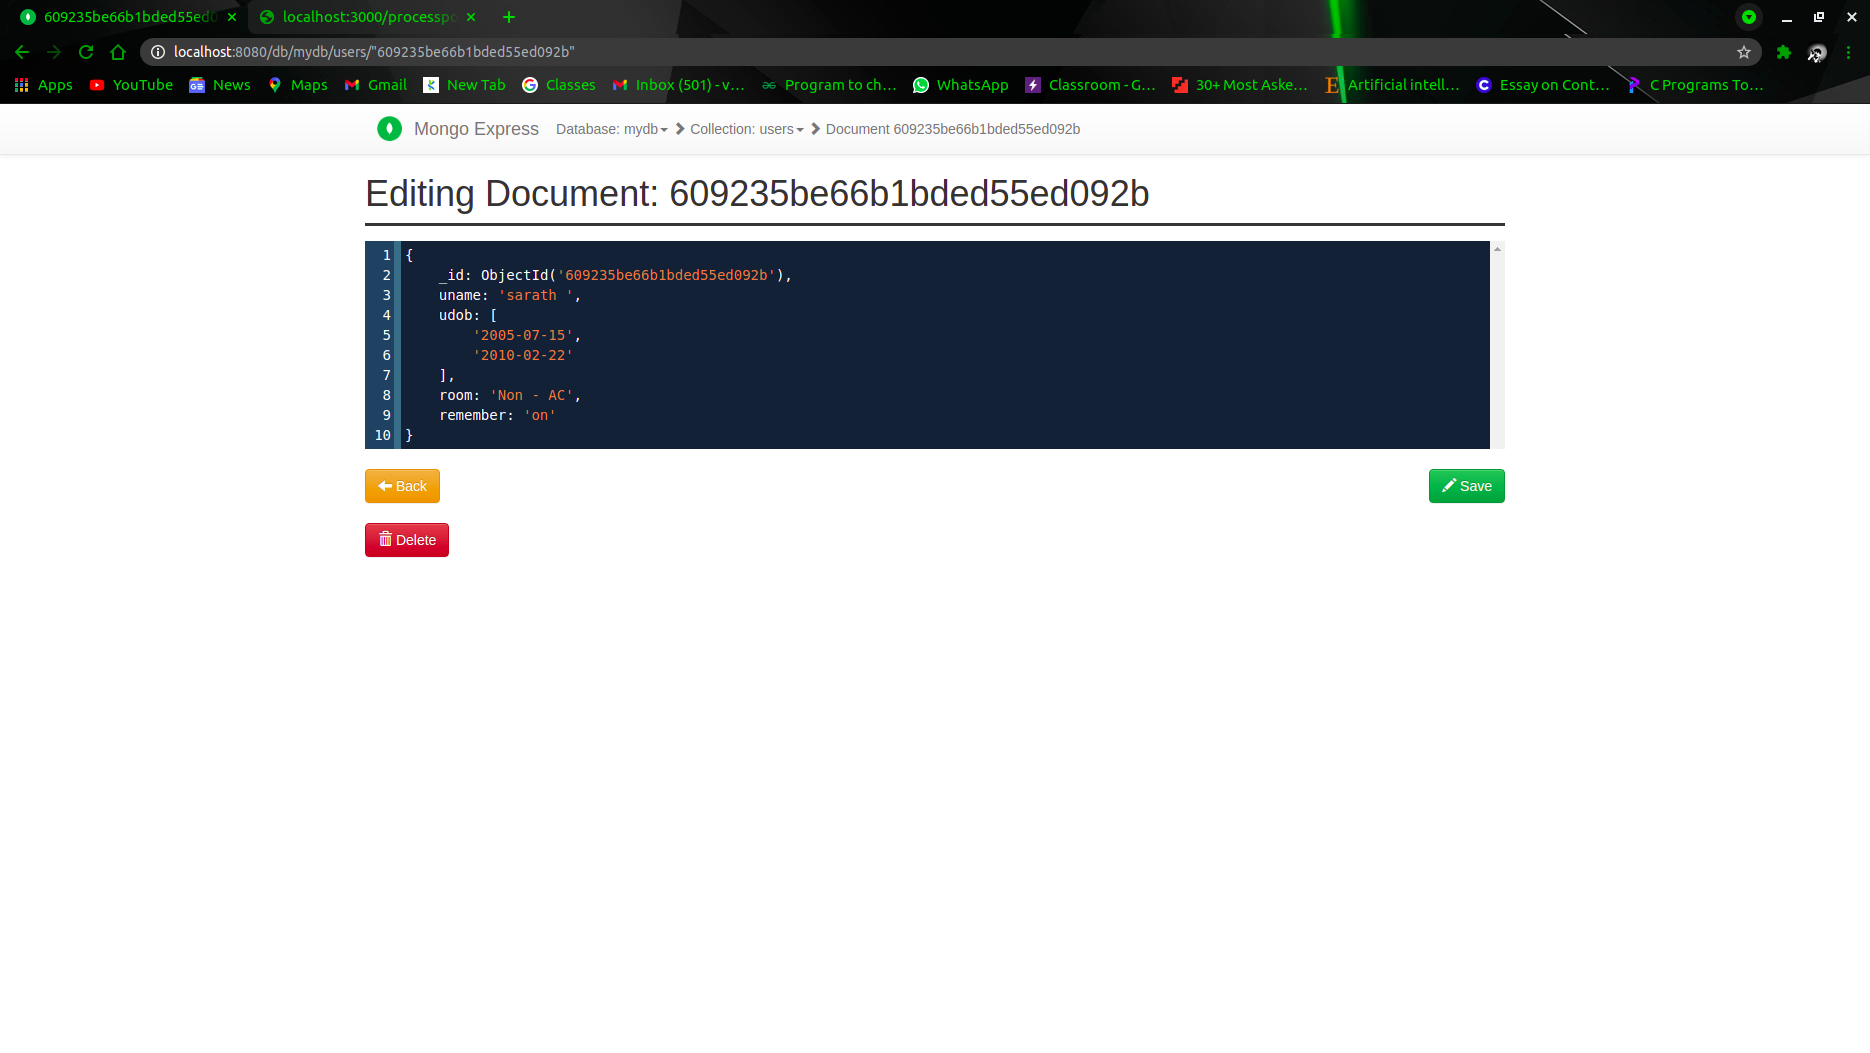 609235be66b1bded55ed0
localhost:3000/processpo
localhost:8080/db/mydb/users/"609235be66b1bded55ed092b"
Apps YouTube News Maps Gmail New Tab Classes Inbox (501) - v... Program to ch... WhatsApp Classroom - G... 30+ Most Aske... Artificial intell... Essay on Cont... C Programs To...
Mongo Express Database: mydb Collection: users Document 609235be66b1bded55ed092b
Editing Document: 609235be66b1bded55ed092b
1 {
2 _id: ObjectId('609235be66b1bded55ed092b'),
3 uname: 'sarath ',
4 udob: [
5 '2005-07-15',
6 '2010-02-22'
7 ],
8 room: 'Non - AC',
9 remember: 'on'
10 }
Back
Save
Delete